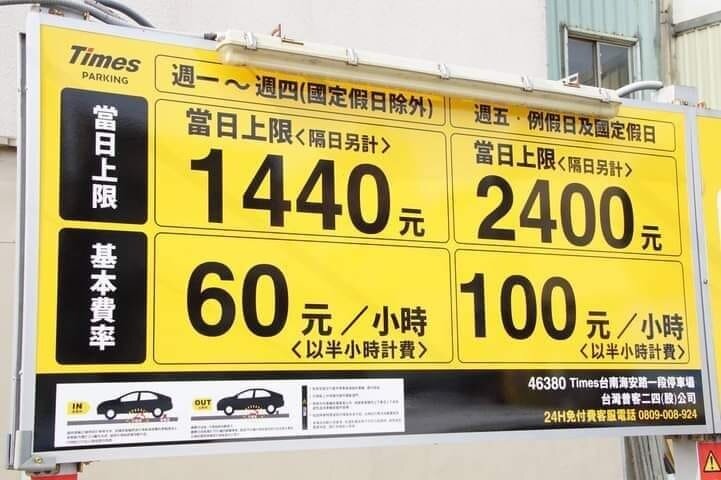 Times
PARKING
週一～週四(國定假日除外)
週五．例假日及國定假日
當日上限
當日上限<隔日另計>
1440元
當日上限<隔日另計>
2400元
基本費率
60元／小時
<以半小時計費>
100元／小時
<以半小時計費>
IN
OUT
46380 Times台南海安路一段停車場
台灣普客二四(股)公司
24H免付費客服電話 0809-008-924